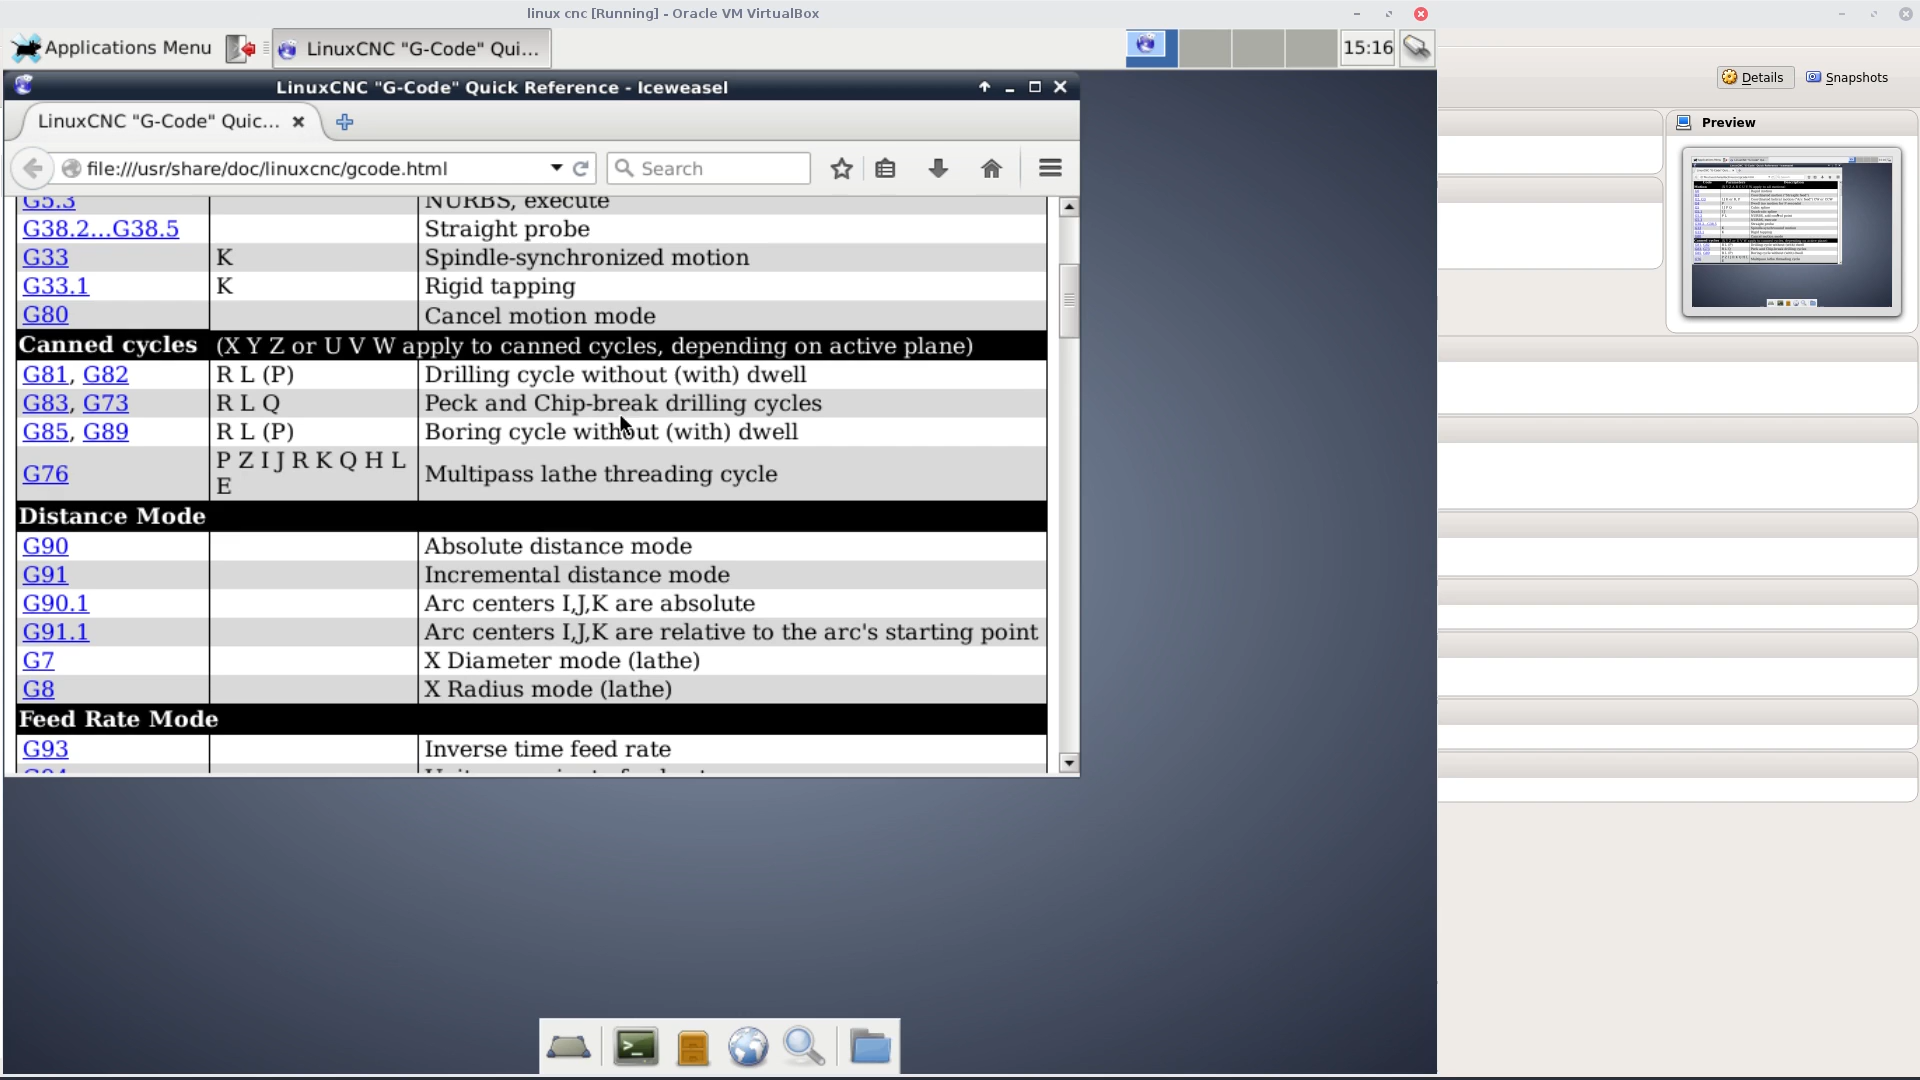 linux cnc [Running] - Oracle VM VirtualBox
Applications Menu
LinuxCNC "G-Code" Qui...
15:16
Details
Snapshots
LinuxCNC "G-Code" Quick Reference - Iceweasel
LinuxCNC "G-Code" Quic...
Preview
file:///usr/share/doc/linuxcnc/gcode.html
Search
G5.3 NURBS, execute
G38.2...G38.5 Straight probe
G33 K Spindle-synchronized motion
G33.1 K Rigid tapping
G80 Cancel motion mode
Canned cycles (X Y Z or U V W apply to canned cycles, depending on active plane)
G81, G82 R L (P) Drilling cycle without (with) dwell
G83, G73 R L Q Peck and Chip-break drilling cycles
G85, G89 R L (P) Boring cycle without (with) dwell
G76 P Z I J R K Q H L E Multipass lathe threading cycle
Distance Mode
G90 Absolute distance mode
G91 Incremental distance mode
G90.1 Arc centers I,J,K are absolute
G91.1 Arc centers I,J,K are relative to the arc's starting point
G7 X Diameter mode (lathe)
G8 X Radius mode (lathe)
Feed Rate Mode
G93 Inverse time feed rate